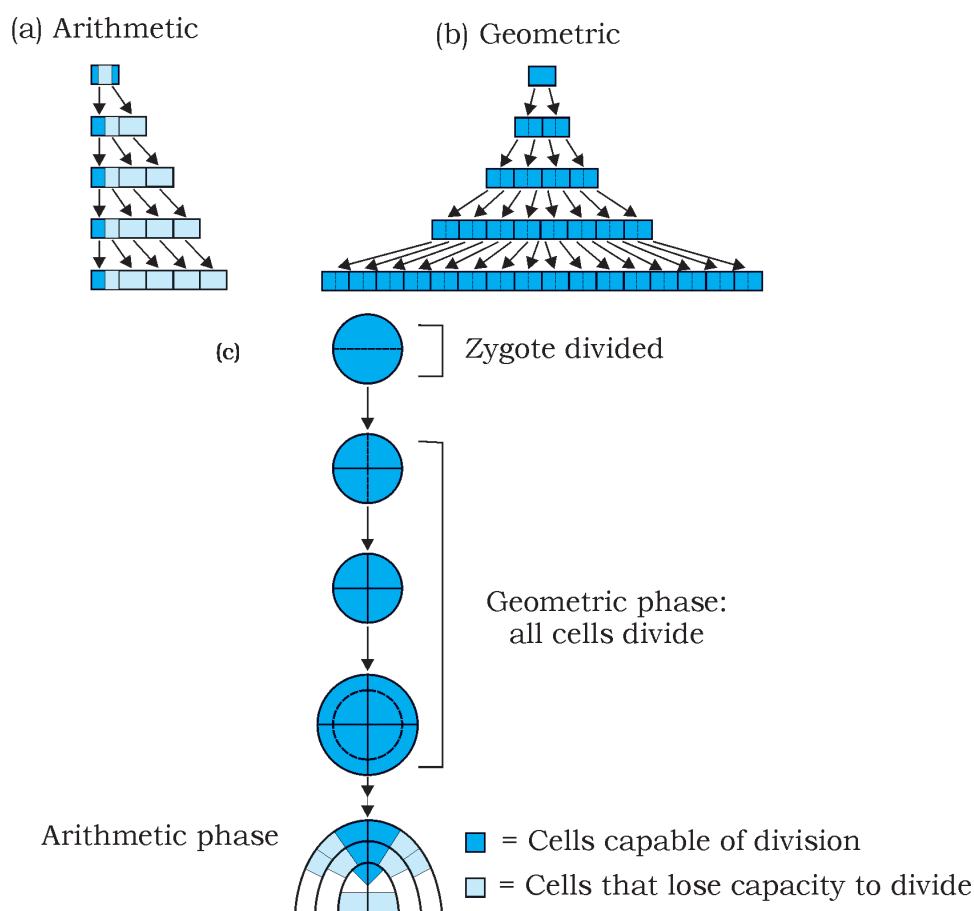 (a) Arithmetic
(b) Geometric
(c)
Zygote divided
Geometric phase:
all cells divide
Arithmetic phase
= Cells capable of division
= Cells that lose capacity to divide